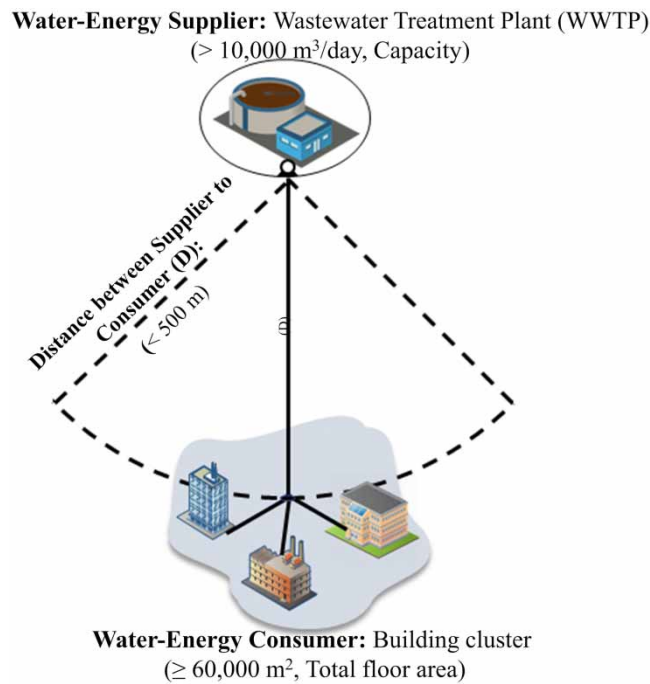 Water-Energy Supplier: Wastewater Treatment Plant (WWTP)
(> 10,000 m³/day, Capacity)
Distance between Supplier to
Consumer (D):
(< 500 m)
Water-Energy Consumer: Building cluster
(≥ 60,000 m², Total floor area)